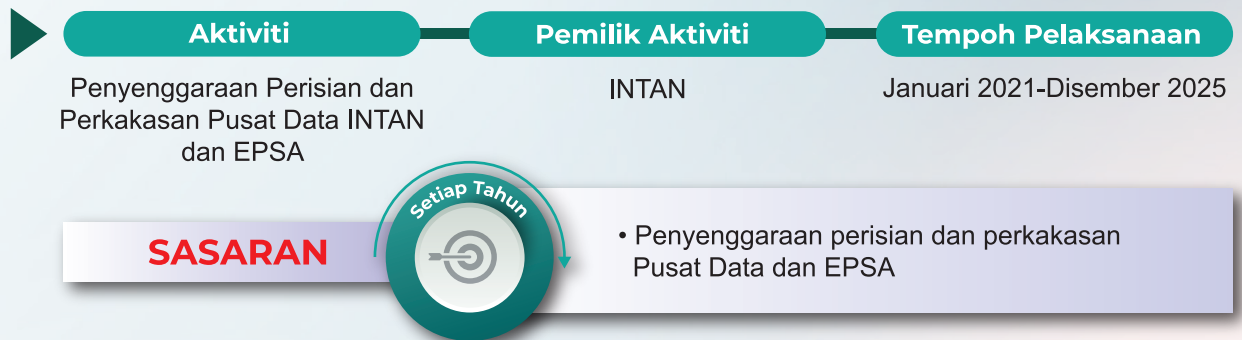 Aktiviti
Pemilik Aktiviti
Tempoh Pelaksanaan
Penyenggaraan Perisian dan
Perkakasan Pusat Data INTAN
dan EPSA
INTAN
Januari 2021-Disember 2025
SASARAN
Setiap Tahun
• Penyenggaraan perisian dan perkakasan
Pusat Data dan EPSA